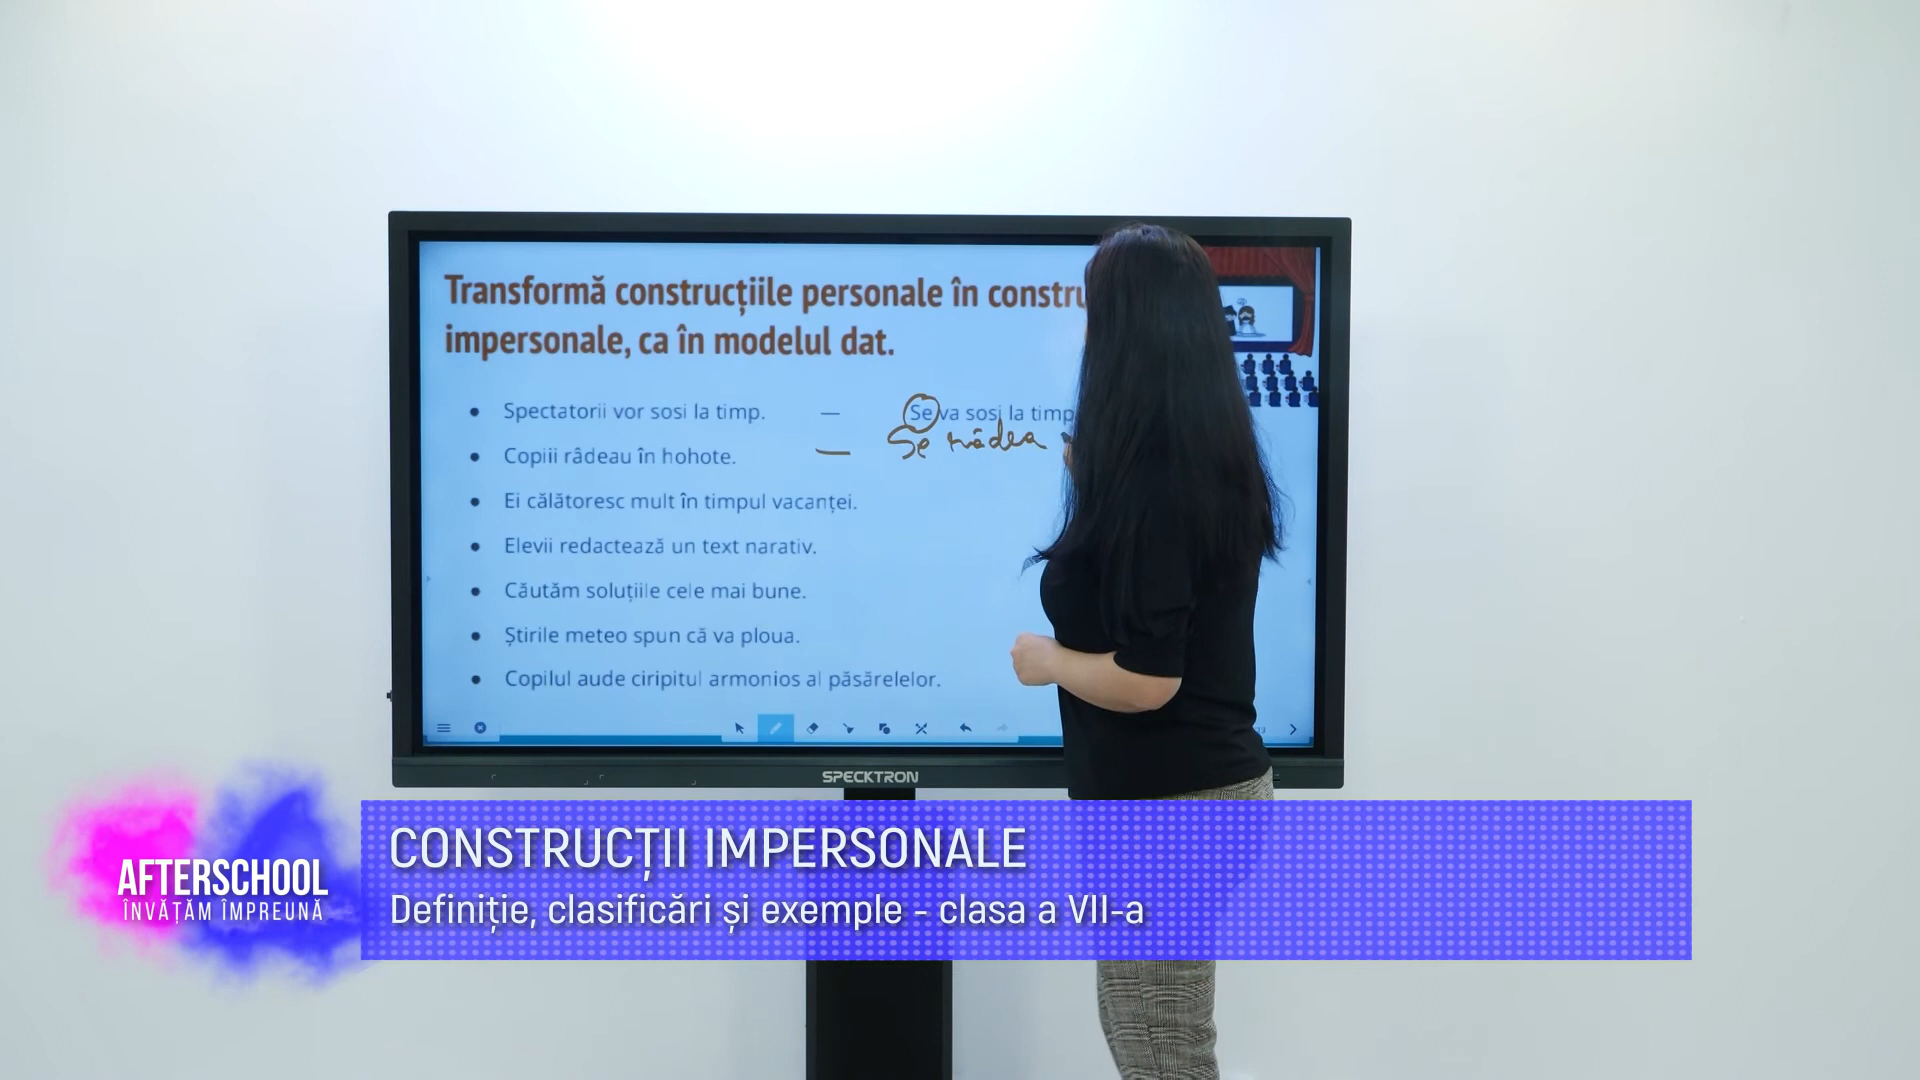 Transformă construcțiile personale în constru
impersonale, ca în modelul dat.
• Spectatorii vor sosi la timp. — Se va sosi la timp
• Copiii râdeau în hohote. — Se râdea
• Ei călătoresc mult în timpul vacanței.
• Elevii redactează un text narativ.
• Căutăm soluțiile cele mai bune.
• Știrile meteo spun că va ploua.
• Copilul aude ciripitul armonios al păsărelelor.
SPECKTRON
CONSTRUCȚII IMPERSONALE
Definiție, clasificări și exemple - clasa a VII-a
AFTERSCHOOL
ÎNVĂȚĂM ÎMPREUNĂ